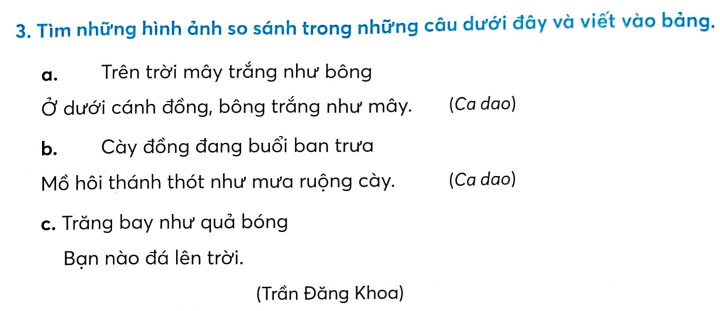 3. Tìm những hình ảnh so sánh trong những câu dưới đây và viết vào bảng.
a. Trên trời mây trắng như bông
Ở dưới cánh đồng, bông trắng như mây. (Ca dao)
b. Cày đồng đang buổi ban trưa
Mồ hôi thánh thót như mưa ruộng cày. (Ca dao)
c. Trăng bay như quả bóng
Bạn nào đá lên trời.
(Trần Đăng Khoa)